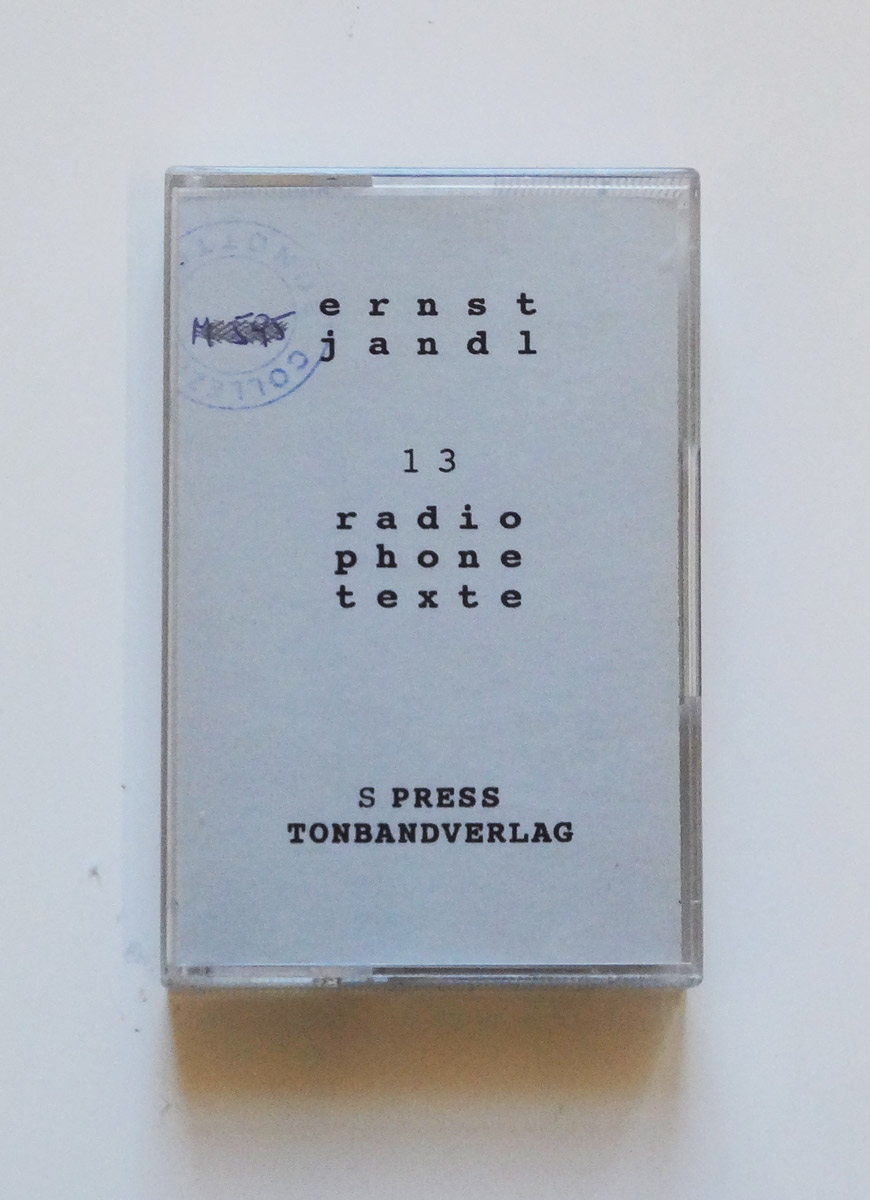 ernst
jandl
13
radio
phone
texte
S PRESS
TONBANDVERLAG